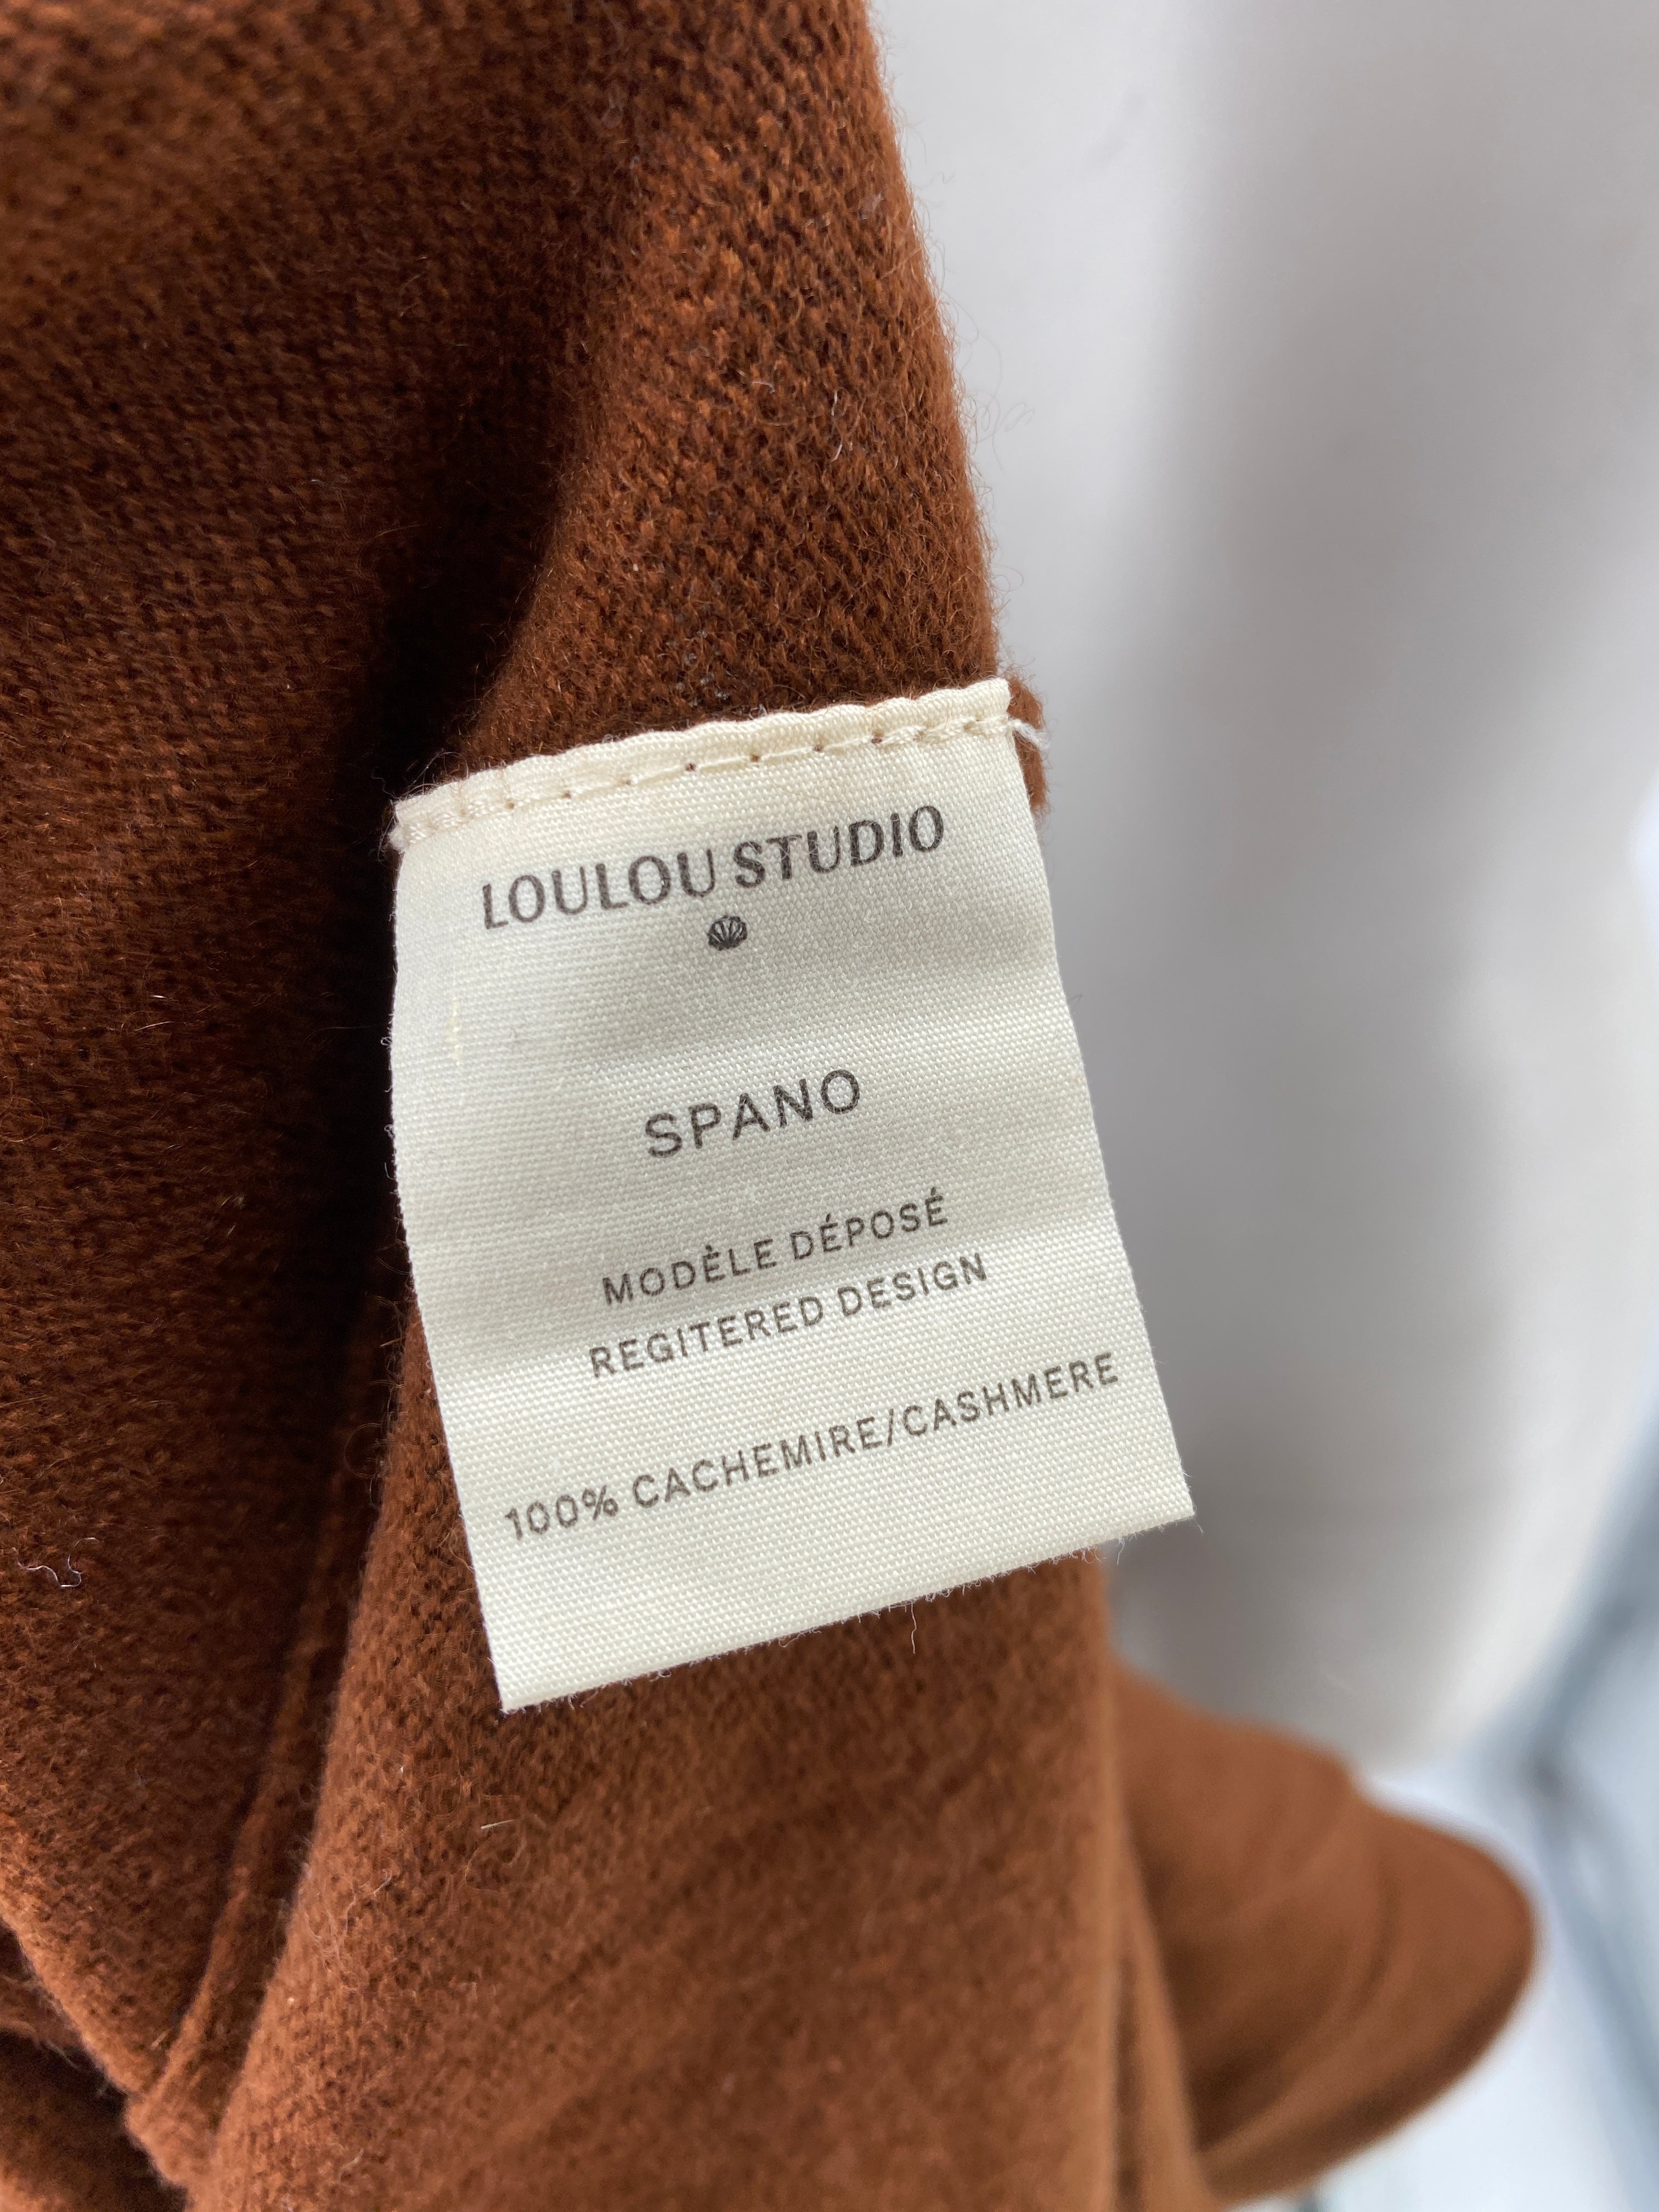 LOULOU STUDIO
SPANO
MODÈLE DÉPOSÉ
REGITERED DESIGN
100% CACHEMIRE/CASHMERE